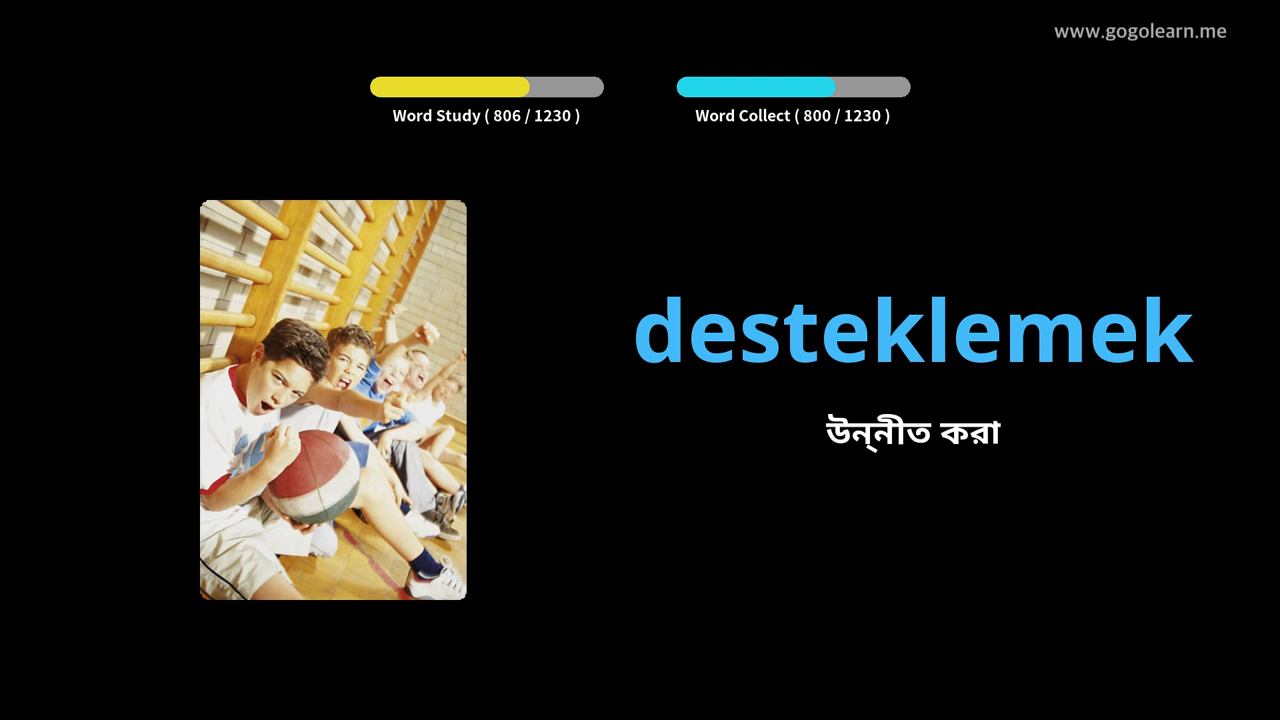 www.gogolearn.me
Word Study ( 806 / 1230 )
Word Collect ( 800 / 1230 )
desteklemek
উন্‌নীত করা